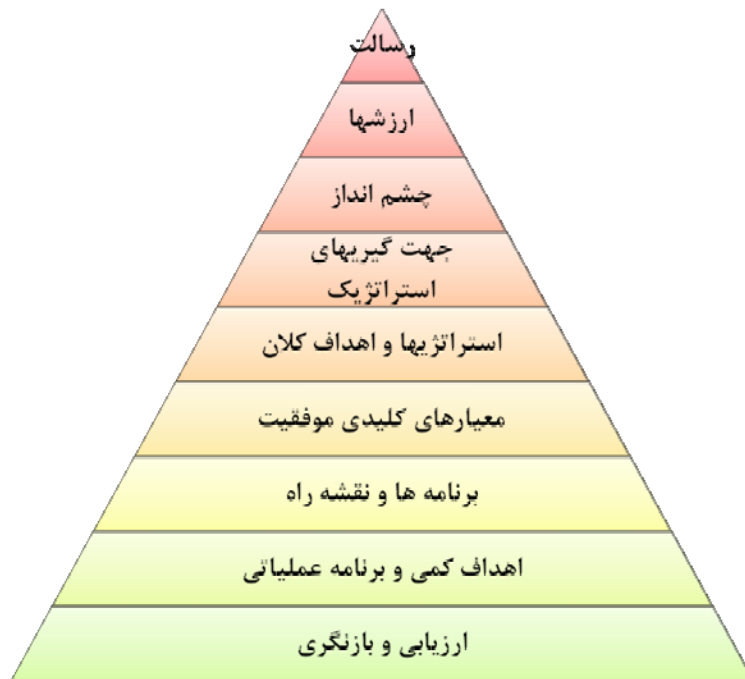 رسالت
ارزشها
چشم انداز
جهت گیریهای
استراتژیک
استراتژیها و اهداف کلان
معیارهای کلیدی موفقیت
برنامه ها و نقشه راه
اهداف کمی و برنامه عملیاتی
ارزیابی و بازنگری